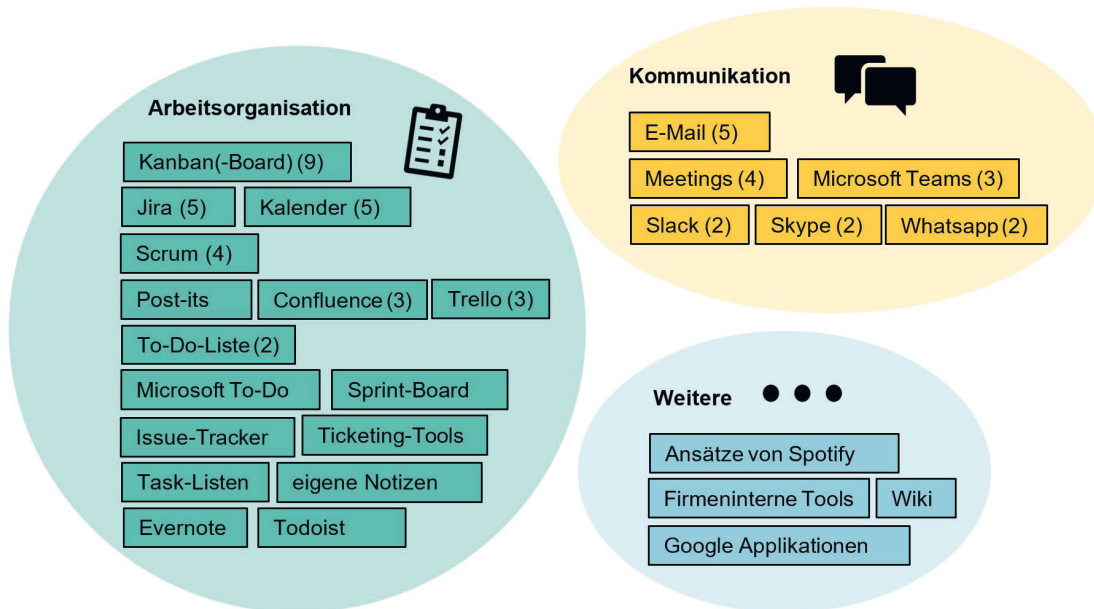 Arbeitsorganisation
Kanban(-Board) (9)
Jira (5)
Kalender (5)
Scrum (4)
Post-its
Confluence (3)
Trello (3)
To-Do-Liste (2)
Microsoft To-Do
Sprint-Board
Issue-Tracker
Ticketing-Tools
Task-Listen
eigene Notizen
Evernote
Todoist
Kommunikation
E-Mail (5)
Meetings (4)
Microsoft Teams (3)
Slack (2)
Skype (2)
Whatsapp (2)
Weitere
Ansätze von Spotify
Firmeninterne Tools
Wiki
Google Applikationen